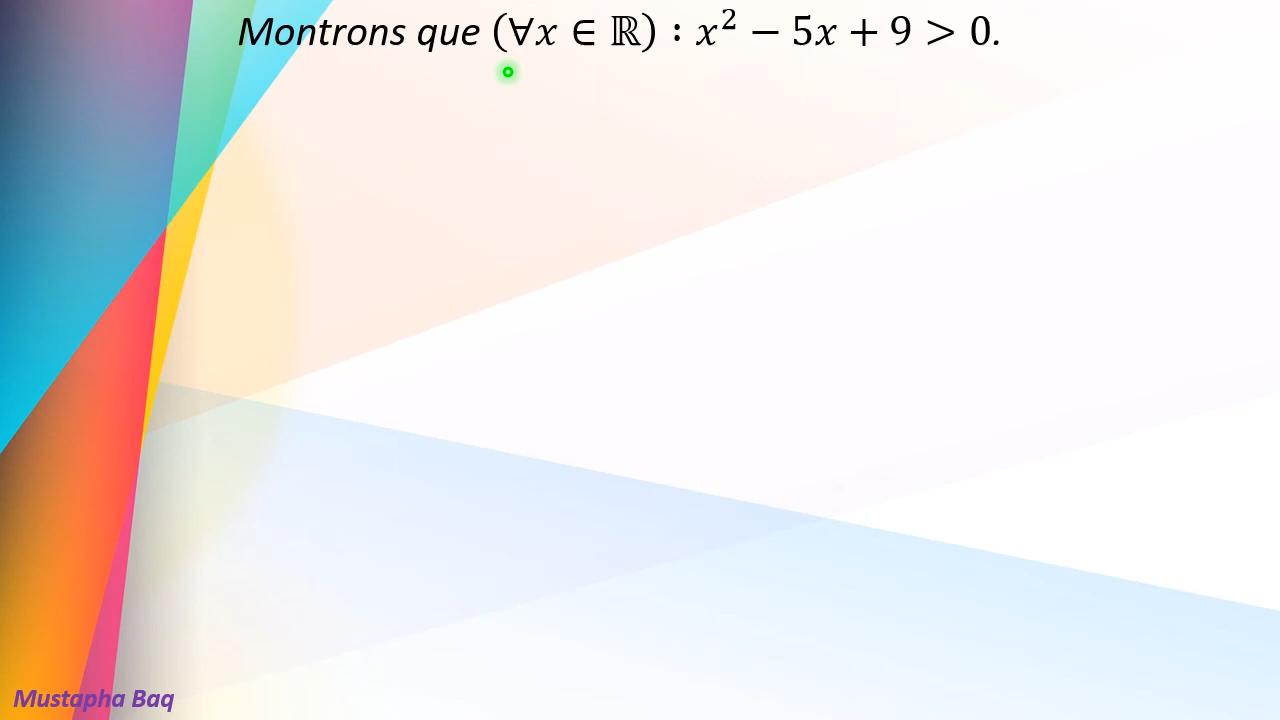 Montrons que (∀x ∈ ℝ) : x² − 5x + 9 > 0.
Mustapha Baq